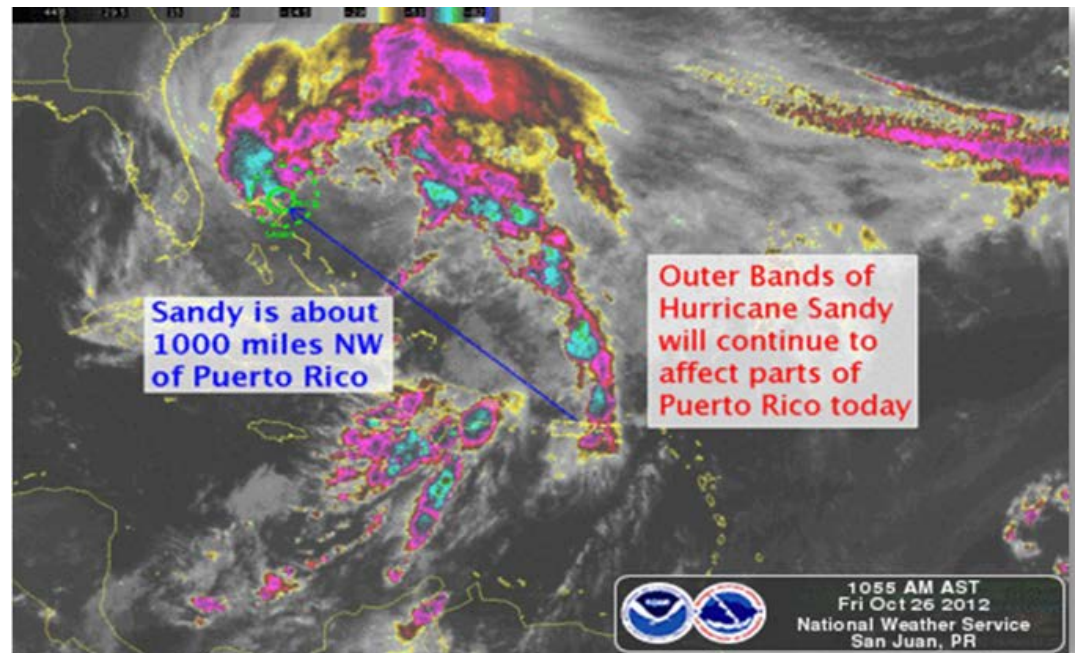 Sandy is about
1000 miles NW
of Puerto Rico
Outer Bands of
Hurricane Sandy
will continue to
affect parts of
Puerto Rico today
1055 AM AST
Fri Oct 26 2012
National Weather Service
San Juan, PR